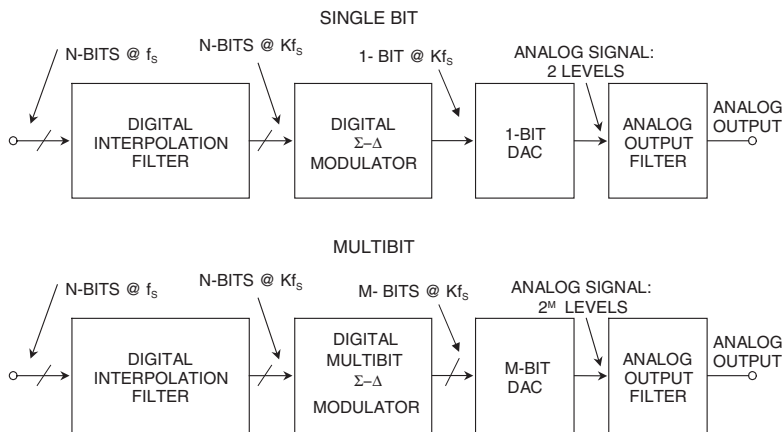 SINGLE BIT
N-BITS @ fS
N-BITS @ KfS
1- BIT @ KfS
ANALOG SIGNAL:
2 LEVELS
DIGITAL
INTERPOLATION
FILTER
DIGITAL
Σ–Δ
MODULATOR
1-BIT
DAC
ANALOG
OUTPUT
FILTER
ANALOG
OUTPUT
MULTIBIT
N-BITS @ fS
N-BITS @ KfS
M- BITS @ KfS
ANALOG SIGNAL:
2^M LEVELS
DIGITAL
INTERPOLATION
FILTER
DIGITAL
MULTIBIT
Σ–Δ
MODULATOR
M-BIT
DAC
ANALOG
OUTPUT
FILTER
ANALOG
OUTPUT